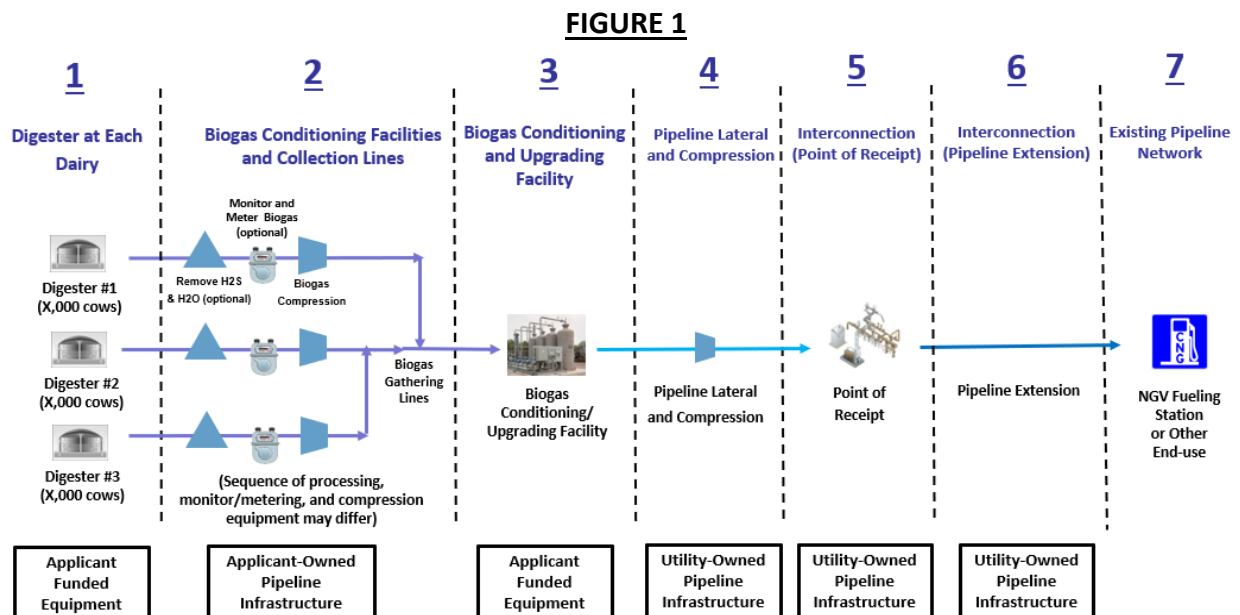 FIGURE 1
1
2
3
4
5
6
7
Digester at Each
Dairy
Biogas Conditioning Facilities
and Collection Lines
Biogas Conditioning
and Upgrading
Facility
Pipeline Lateral
and Compression
Interconnection
(Point of Receipt)
Interconnection
(Pipeline Extension)
Existing Pipeline
Network
Monitor and
Meter Biogas
(optional)
Digester #1
(X,000 cows)
Remove H2S
& H2O (optional)
Biogas
Compression
Digester #2
(X,000 cows)
Biogas
Gathering
Lines
Biogas
Conditioning/
Upgrading Facility
Pipeline Lateral
and Compression
Point of
Receipt
Pipeline Extension
CNG
NGV Fueling
Station
or Other
End-use
Digester #3
(X,000 cows)
(Sequence of processing,
monitor/metering, and compression
equipment may differ)
Applicant
Funded
Equipment
Applicant-Owned
Pipeline
Infrastructure
Applicant
Funded
Equipment
Utility-Owned
Pipeline
Infrastructure
Utility-Owned
Pipeline
Infrastructure
Utility-Owned
Pipeline
Infrastructure